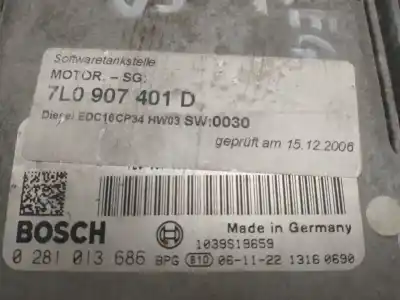 Softwaretankstelle
MOTOR. - SG:
7L0 907 401 D
Diesel EDC16CP34 HW03 SW:0030
geprüft am 15.12.2006
BOSCH
Made in Germany
1039S19659
0 281 013 686 BPG 810 06-11-22 1316 0690